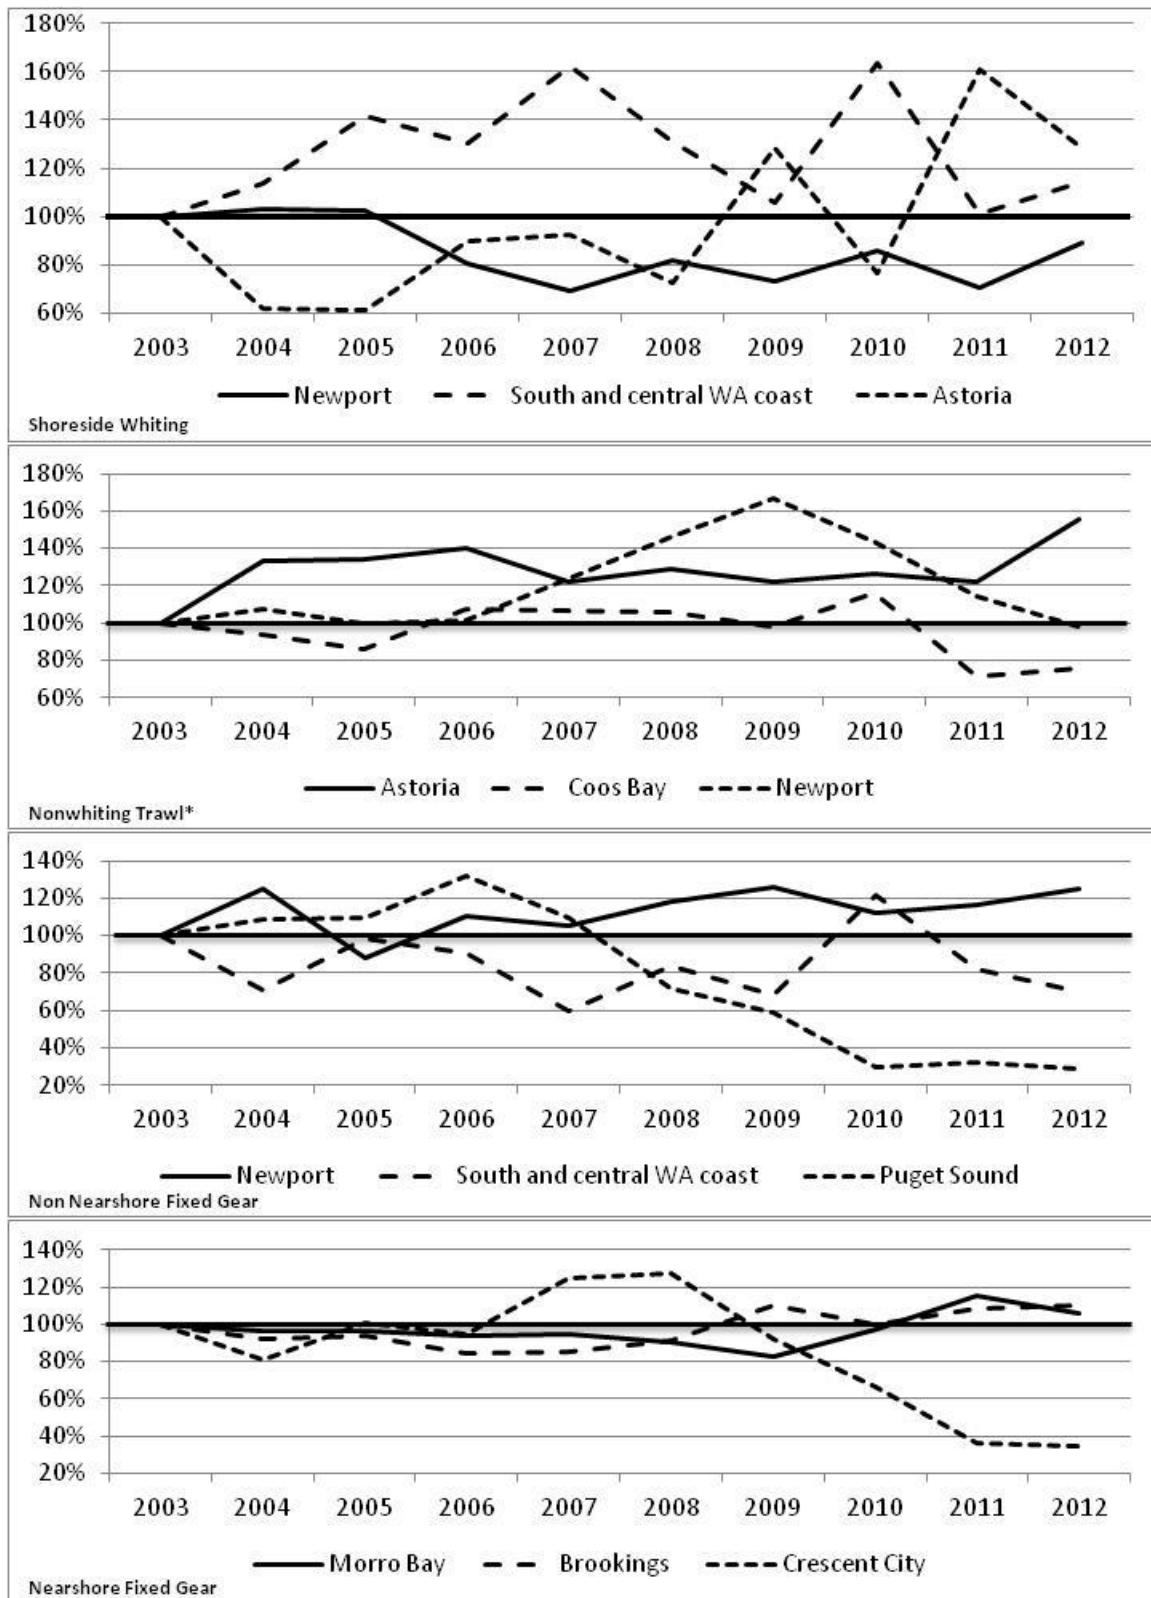 180%
160%
140%
120%
100%
80%
60%
2003 2004 2005 2006 2007 2008 2009 2010 2011 2012
Newport South and central WA coast Astoria
Shoreside Whiting
180%
160%
140%
120%
100%
80%
60%
2003 2004 2005 2006 2007 2008 2009 2010 2011 2012
Astoria Coos Bay Newport
Nonwhiting Trawl*
140%
120%
100%
80%
60%
40%
20%
2003 2004 2005 2006 2007 2008 2009 2010 2011 2012
Newport South and central WA coast Puget Sound
Non Nearshore Fixed Gear
140%
120%
100%
80%
60%
40%
20%
2003 2004 2005 2006 2007 2008 2009 2010 2011 2012
Morro Bay Brookings Crescent City
Nearshore Fixed Gear